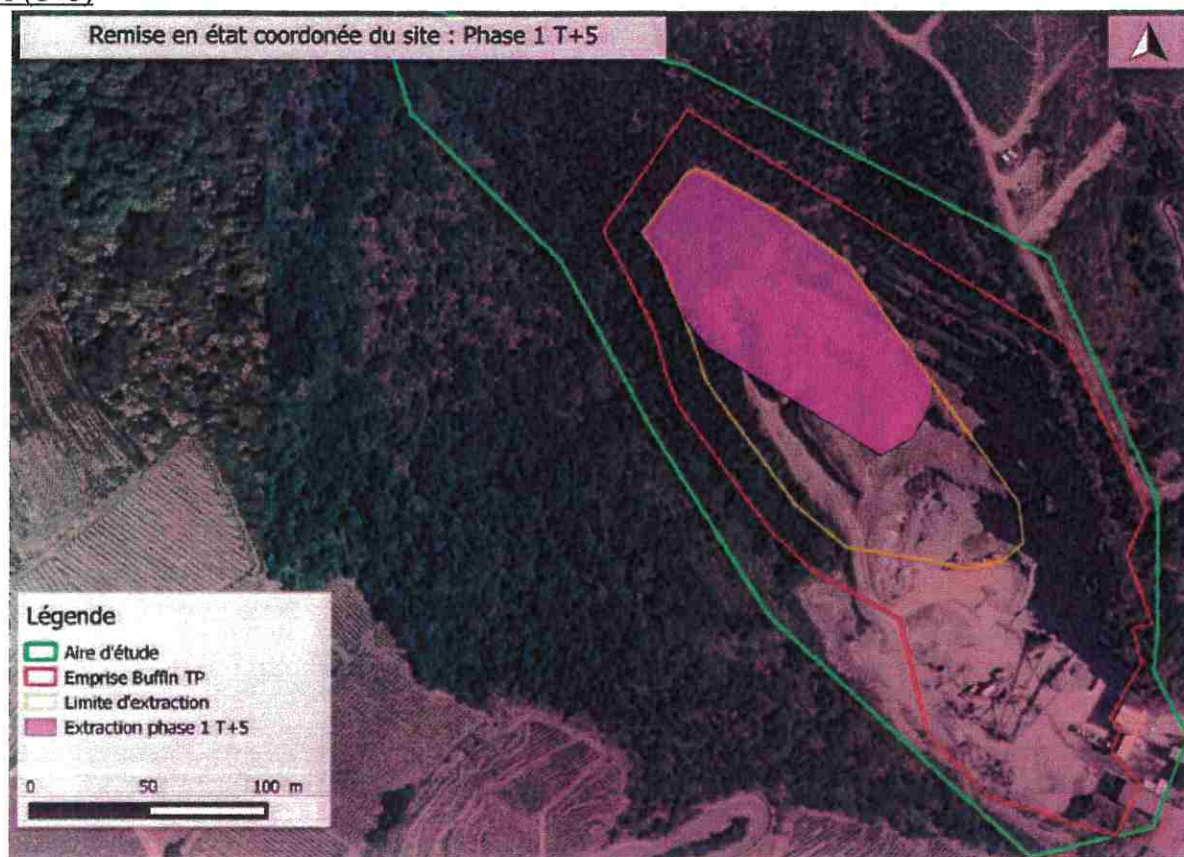 Remise en état coordonée du site : Phase 1 T+5
Légende
Aire d'étude
Emprise Buffin TP
Limite d'extraction
Extraction phase 1 T+5
0 50 100 m